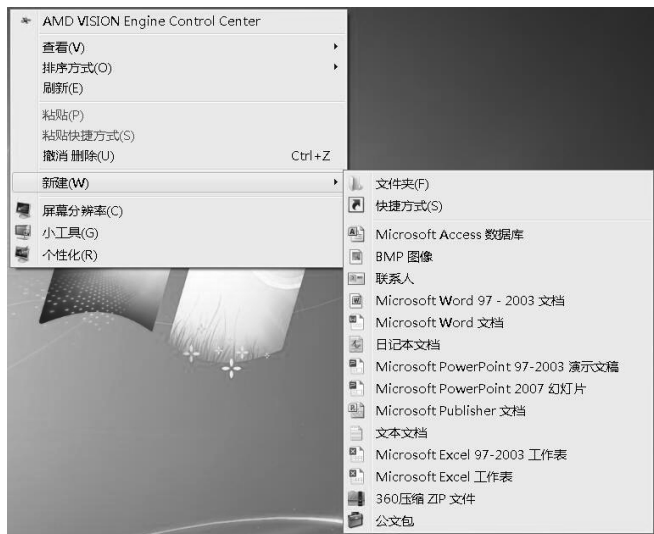 AMD VISION Engine Control Center
查看(V)
排序方式(O)
刷新(E)
粘贴(P)
粘贴快捷方式(S)
撤消 删除(U) Ctrl+Z
新建(W)
屏幕分辨率(C)
小工具(G)
个性化(R)
文件夹(F)
快捷方式(S)
Microsoft Access 数据库
BMP 图像
联系人
Microsoft Word 97 - 2003 文档
Microsoft Word 文档
日记本文档
Microsoft PowerPoint 97-2003 演示文稿
Microsoft PowerPoint 2007 幻灯片
Microsoft Publisher 文档
文本文档
Microsoft Excel 97-2003 工作表
Microsoft Excel 工作表
360压缩 ZIP 文件
公文包